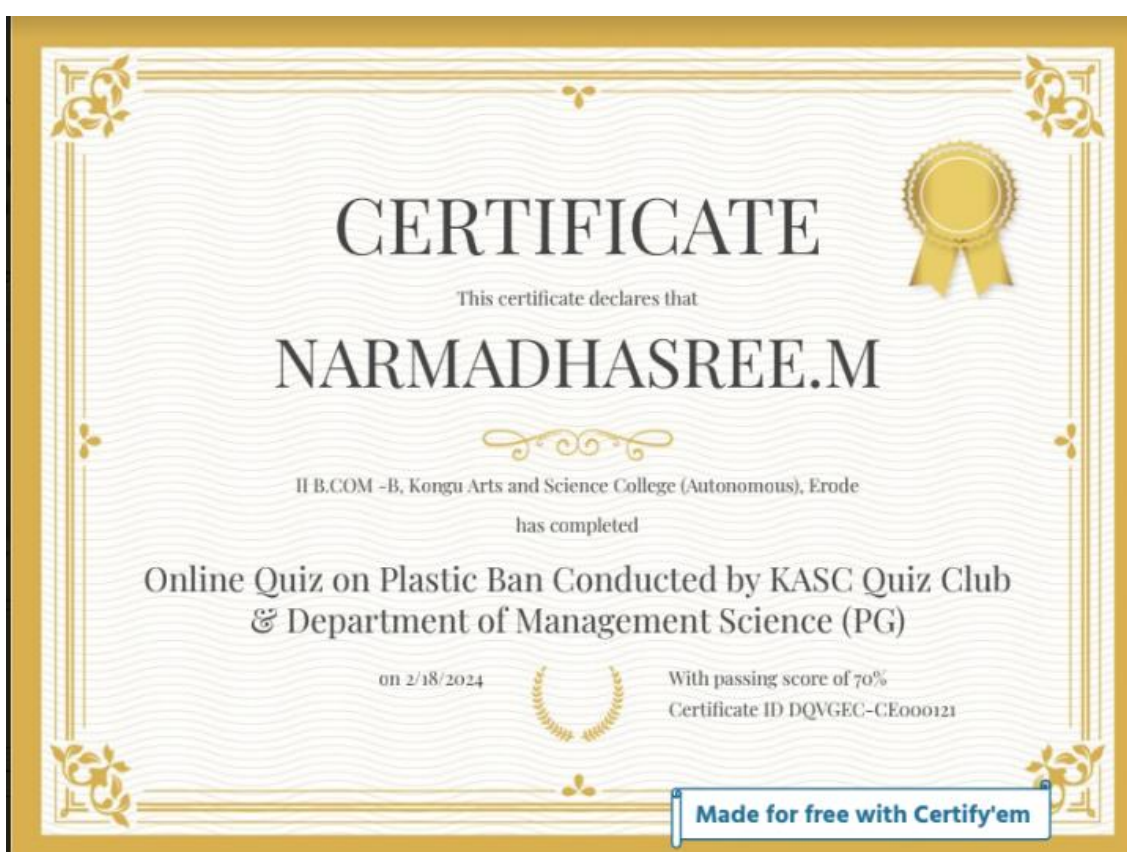 CERTIFICATE
This certificate declares that
NARMADHASREE.M
II B.COM -B, Kongu Arts and Science College (Autonomous), Erode
has completed
Online Quiz on Plastic Ban Conducted by KASC Quiz Club
& Department of Management Science (PG)
on 2/18/2024
With passing score of 70%
Certificate ID DQVGEC-CE000121
Made for free with Certify'em